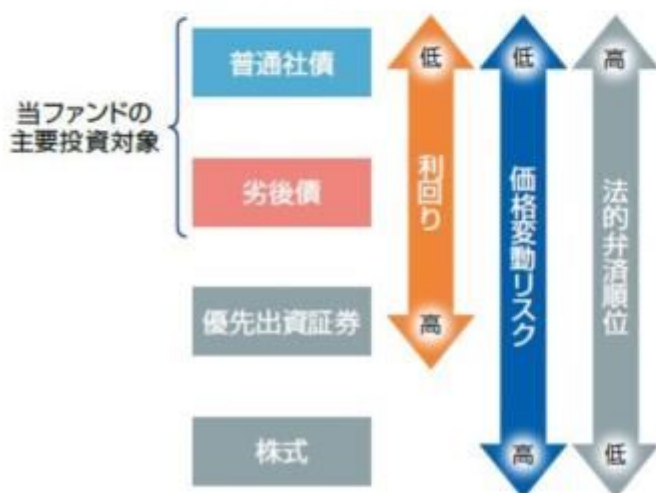 当ファンドの
主要投資対象
普通社債
劣後債
優先出資証券
株式
低
利回り
高
低
価格変動リスク
高
高
法的弁済順位
低